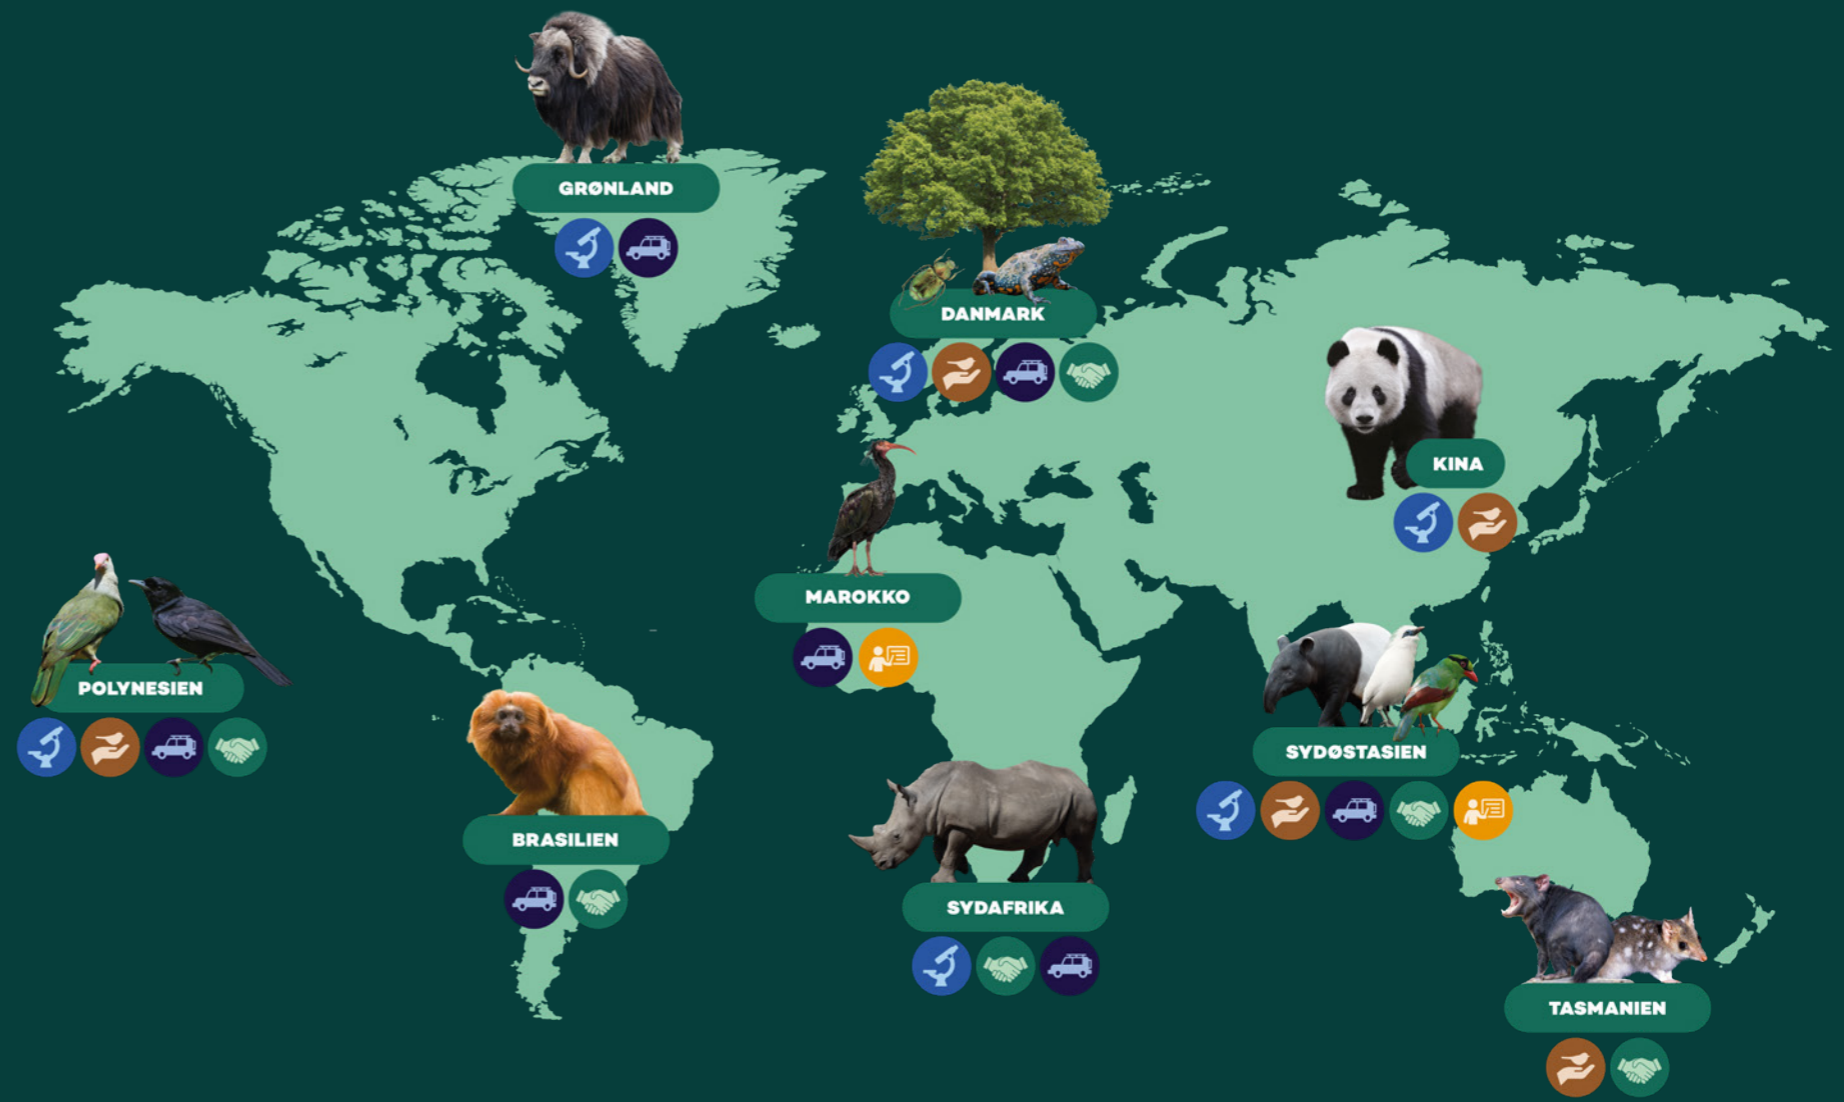 GRØNLAND
DANMARK
KINA
MAROKKO
POLYNESIEN
SYDØSTASIEN
BRASILIEN
SYDAFRIKA
TASMANIEN